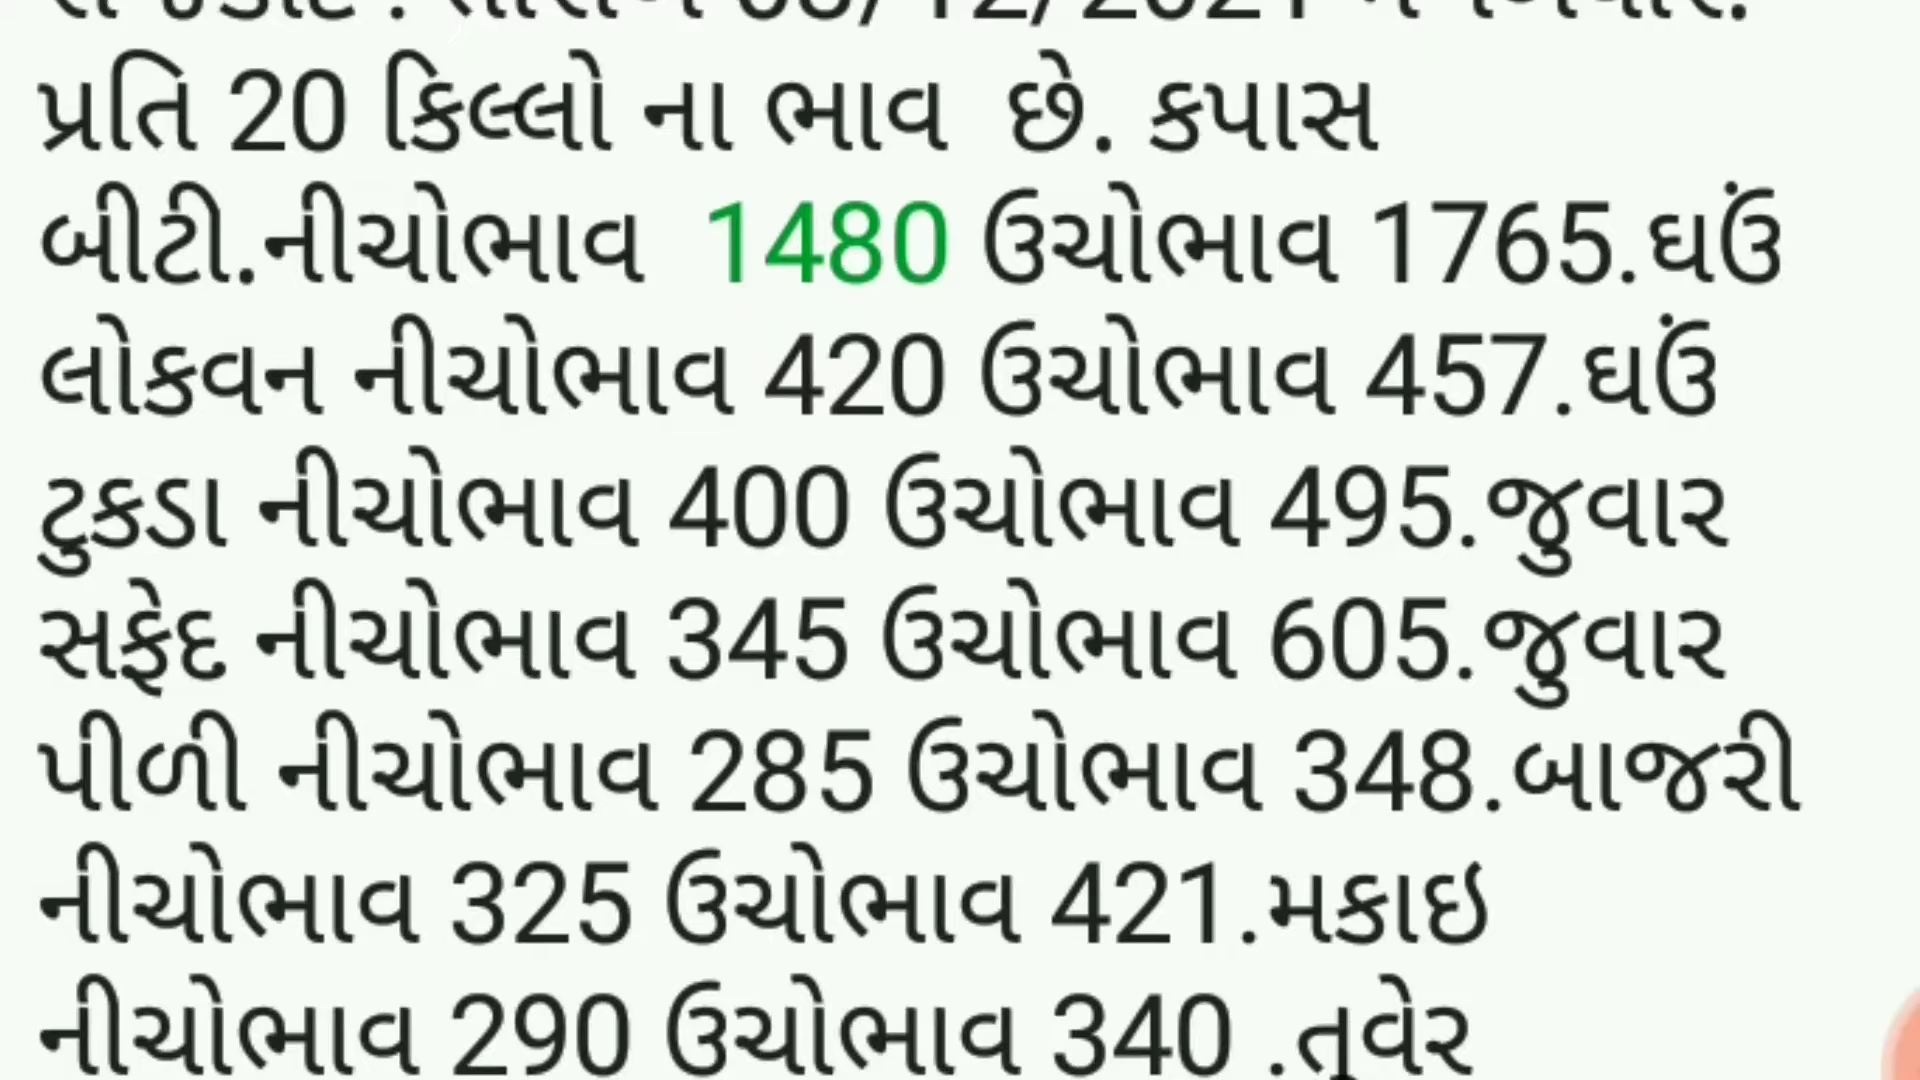 પ્રતિ 20 કિલ્લો ના ભાવ છે. કપાસ
બીટી.નીચોભાવ 1480 ઉચોભાવ 1765.ઘઉં
લોકવન નીચોભાવ 420 ઉચોભાવ 457.ઘઉં
ટુકડા નીચોભાવ 400 ઉચોભાવ 495.જુવાર
સફેદ નીચોભાવ 345 ઉચોભાવ 605.જુવાર
પીળી નીચોભાવ 285 ઉચોભાવ 348.બાજરી
નીચોભાવ 325 ઉચોભાવ 421.મકાઇ
નીચોભાવ 290 ઉચોભાવ 340 .તુવેર